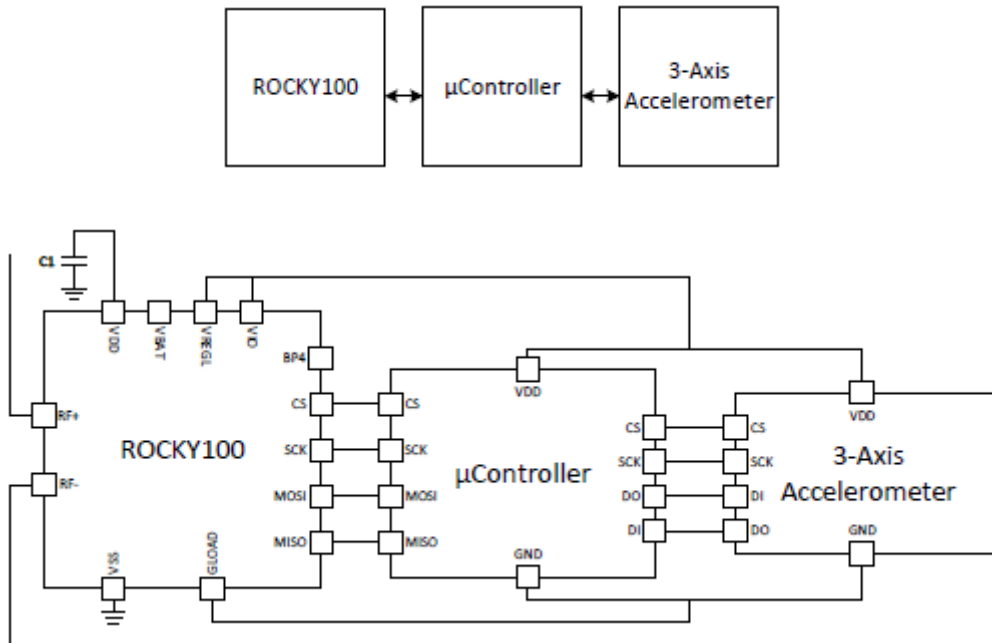 ROCKY100
µController
3-Axis
Accelerometer
C1
VDD
VBAT
VREGL
VIO
BP4
RF+
RF-
ROCKY100
CS
SCK
MOSI
MISO
VSS
GLOAD
CS
SCK
MOSI
MISO
VDD
µController
GND
CS
SCK
DO
DI
CS
SCK
DI
DO
VDD
3-Axis
Accelerometer
GND